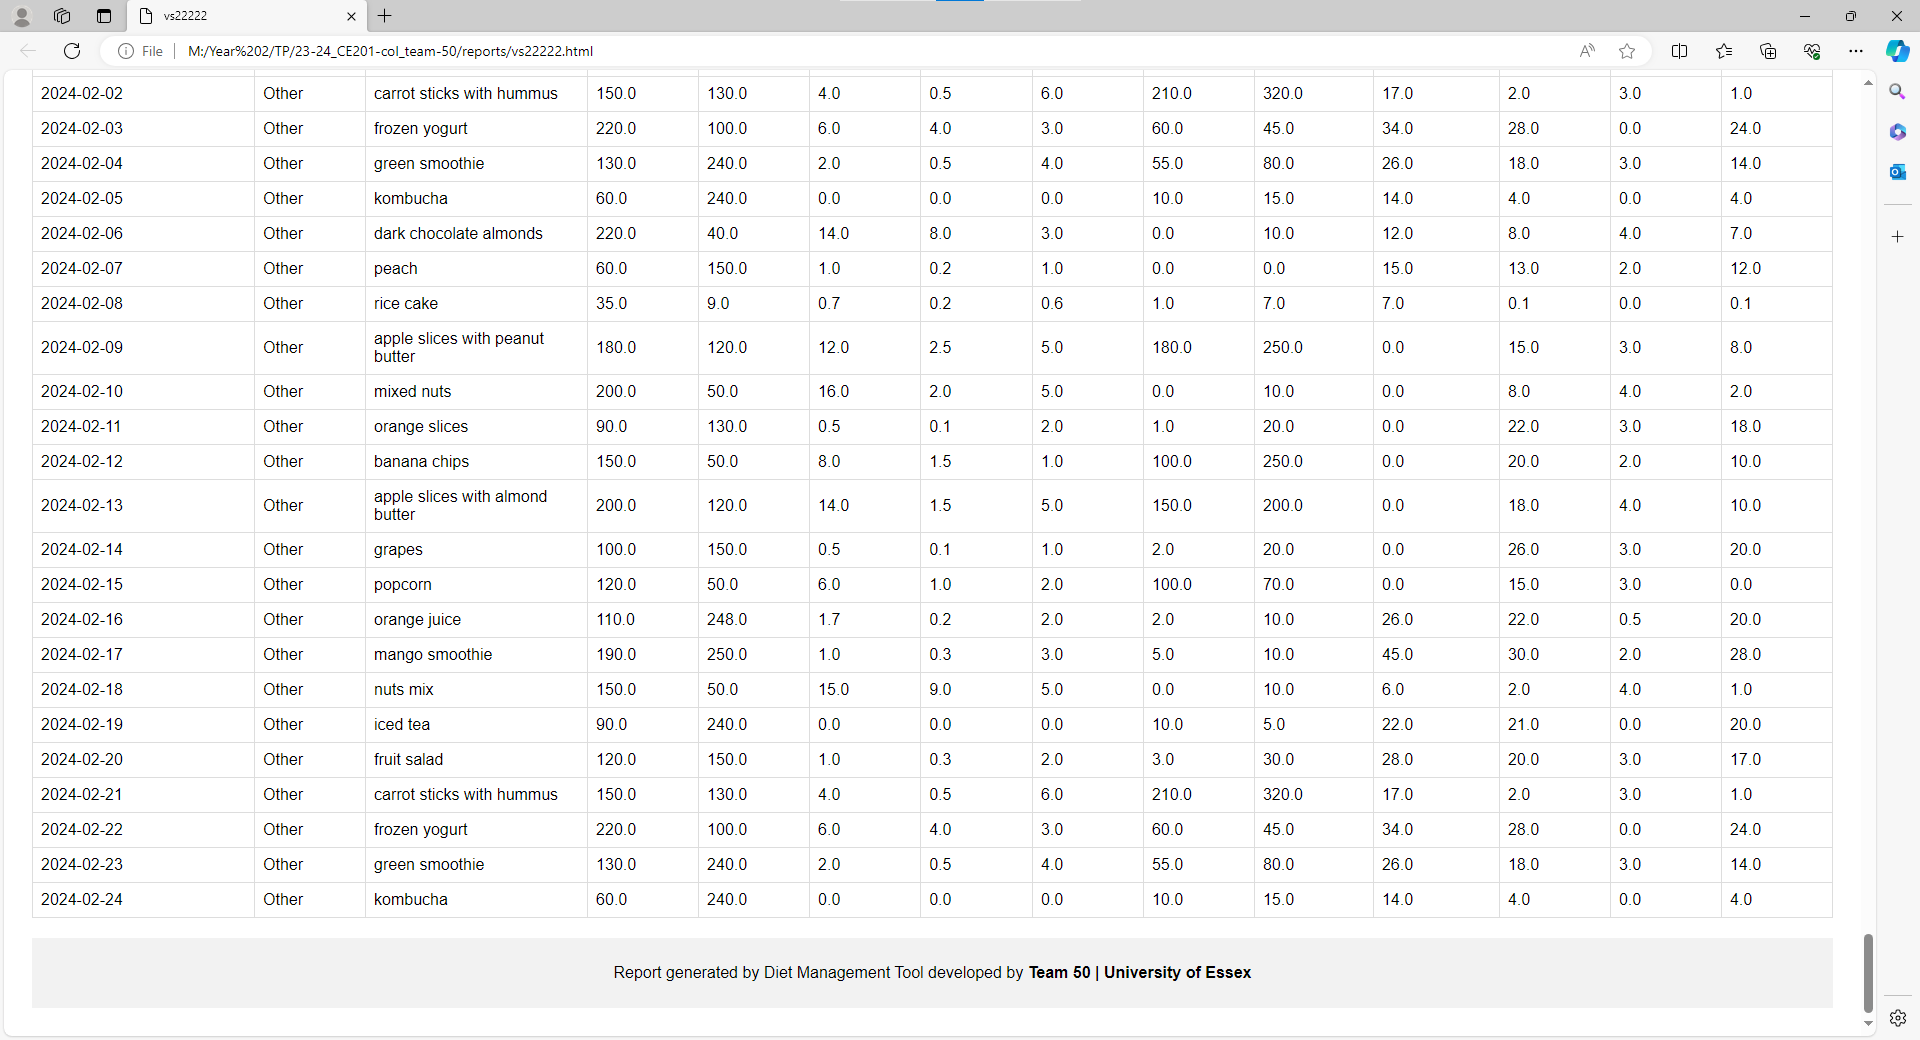 vs22222
File M:/Year%202/TP/23-24_CE201-col_team-50/reports/vs22222.html
2024-02-02 Other carrot sticks with hummus 150.0 130.0 4.0 0.5 6.0 210.0 320.0 17.0 2.0 3.0 1.0
2024-02-03 Other frozen yogurt 220.0 100.0 6.0 4.0 3.0 60.0 45.0 34.0 28.0 0.0 24.0
2024-02-04 Other green smoothie 130.0 240.0 2.0 0.5 4.0 55.0 80.0 26.0 18.0 3.0 14.0
2024-02-05 Other kombucha 60.0 240.0 0.0 0.0 0.0 10.0 15.0 14.0 4.0 0.0 4.0
2024-02-06 Other dark chocolate almonds 220.0 40.0 14.0 8.0 3.0 0.0 10.0 12.0 8.0 4.0 7.0
2024-02-07 Other peach 60.0 150.0 1.0 0.2 1.0 0.0 0.0 15.0 13.0 2.0 12.0
2024-02-08 Other rice cake 35.0 9.0 0.7 0.2 0.6 1.0 7.0 7.0 0.1 0.0 0.1
2024-02-09 Other apple slices with peanut butter 180.0 120.0 12.0 2.5 5.0 180.0 250.0 0.0 15.0 3.0 8.0
2024-02-10 Other mixed nuts 200.0 50.0 16.0 2.0 5.0 0.0 10.0 0.0 8.0 4.0 2.0
2024-02-11 Other orange slices 90.0 130.0 0.5 0.1 2.0 1.0 20.0 0.0 22.0 3.0 18.0
2024-02-12 Other banana chips 150.0 50.0 8.0 1.5 1.0 100.0 250.0 0.0 20.0 2.0 10.0
2024-02-13 Other apple slices with almond butter 200.0 120.0 14.0 1.5 5.0 150.0 200.0 0.0 18.0 4.0 10.0
2024-02-14 Other grapes 100.0 150.0 0.5 0.1 1.0 2.0 20.0 0.0 26.0 3.0 20.0
2024-02-15 Other popcorn 120.0 50.0 6.0 1.0 2.0 100.0 70.0 0.0 15.0 3.0 0.0
2024-02-16 Other orange juice 110.0 248.0 1.7 0.2 2.0 2.0 10.0 26.0 22.0 0.5 20.0
2024-02-17 Other mango smoothie 190.0 250.0 1.0 0.3 3.0 5.0 10.0 45.0 30.0 2.0 28.0
2024-02-18 Other nuts mix 150.0 50.0 15.0 9.0 5.0 0.0 10.0 6.0 2.0 4.0 1.0
2024-02-19 Other iced tea 90.0 240.0 0.0 0.0 0.0 10.0 5.0 22.0 21.0 0.0 20.0
2024-02-20 Other fruit salad 120.0 150.0 1.0 0.3 2.0 3.0 30.0 28.0 20.0 3.0 17.0
2024-02-21 Other carrot sticks with hummus 150.0 130.0 4.0 0.5 6.0 210.0 320.0 17.0 2.0 3.0 1.0
2024-02-22 Other frozen yogurt 220.0 100.0 6.0 4.0 3.0 60.0 45.0 34.0 28.0 0.0 24.0
2024-02-23 Other green smoothie 130.0 240.0 2.0 0.5 4.0 55.0 80.0 26.0 18.0 3.0 14.0
2024-02-24 Other kombucha 60.0 240.0 0.0 0.0 0.0 10.0 15.0 14.0 4.0 0.0 4.0
Report generated by Diet Management Tool developed by Team 50 | University of Essex